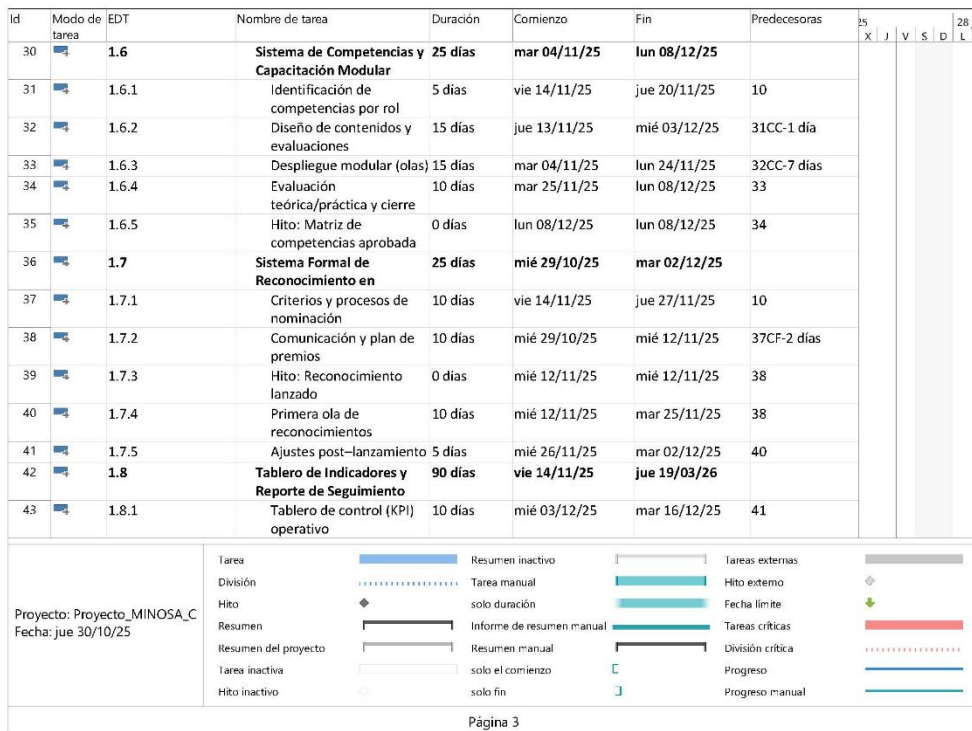 Id Modo de tarea EDT Nombre de tarea Duración Comienzo Fin Predecesoras 25 28
X J V S D L
30 1.6 Sistema de Competencias y Capacitación Modular 25 días mar 04/11/25 lun 08/12/25
31 1.6.1 Identificación de competencias por rol 5 días vie 14/11/25 jue 20/11/25 10
32 1.6.2 Diseño de contenidos y evaluaciones 15 días jue 13/11/25 mié 03/12/25 31CC-1 día
33 1.6.3 Despliegue modular (olas) 15 días mar 04/11/25 lun 24/11/25 32CC-7 días
34 1.6.4 Evaluación teórica/práctica y cierre 10 días mar 25/11/25 lun 08/12/25 33
35 1.6.5 Hito: Matriz de competencias aprobada 0 días lun 08/12/25 lun 08/12/25 34
36 1.7 Sistema Formal de Reconocimiento en 25 días mié 29/10/25 mar 02/12/25
37 1.7.1 Criterios y procesos de nominación 10 días vie 14/11/25 jue 27/11/25 10
38 1.7.2 Comunicación y plan de premios 10 días mié 29/10/25 mié 12/11/25 37CF-2 días
39 1.7.3 Hito: Reconocimiento lanzado 0 días mié 12/11/25 mié 12/11/25 38
40 1.7.4 Primera ola de reconocimientos 10 días mié 12/11/25 mar 25/11/25 38
41 1.7.5 Ajustes post–lanzamiento 5 días mié 26/11/25 mar 02/12/25 40
42 1.8 Tablero de Indicadores y Reporte de Seguimiento 90 días vie 14/11/25 jue 19/03/26
43 1.8.1 Tablero de control (KPI) operativo 10 días mié 03/12/25 mar 16/12/25 41
Proyecto: Proyecto_MINOSA_C
Fecha: jue 30/10/25
Tarea Resumen inactivo Tareas externas
División Tarea manual Hito externo
Hito solo duración Fecha límite
Resumen Informe de resumen manual Tareas críticas
Resumen del proyecto Resumen manual División crítica
Tarea inactiva solo el comienzo Progreso
Hito inactivo solo fin Progreso manual
Página 3